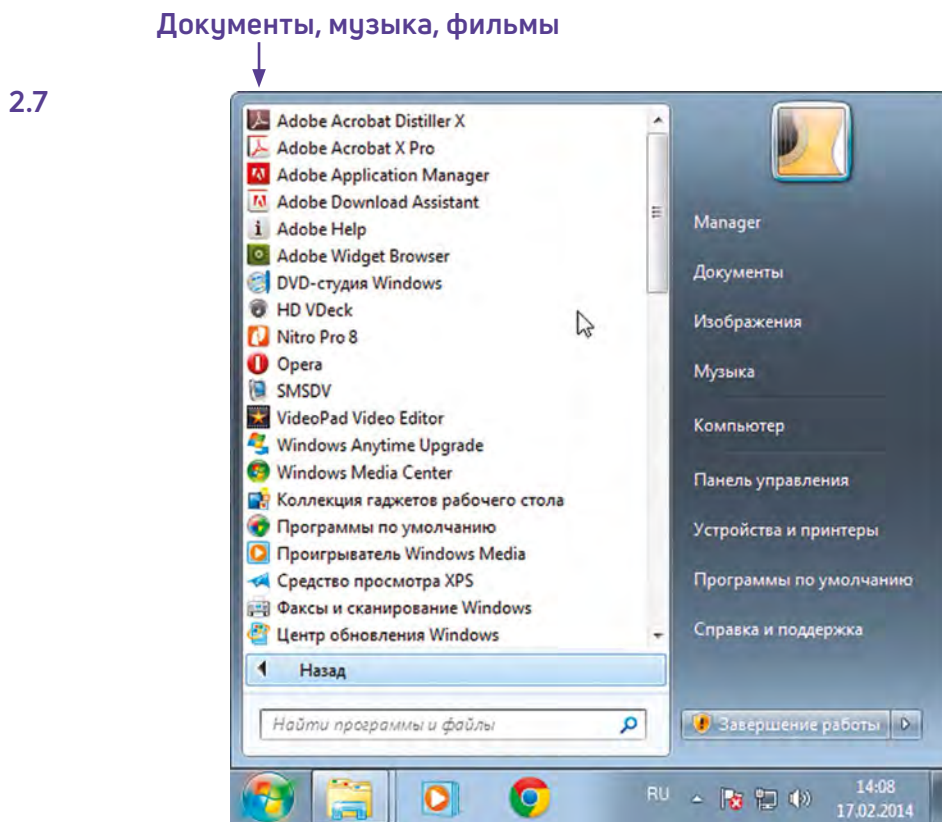 Документы, музыка, фильмы
2.7
Adobe Acrobat Distiller X
Adobe Acrobat X Pro
Adobe Application Manager
Adobe Download Assistant
Adobe Help
Adobe Widget Browser
DVD-студия Windows
HD VDeck
Nitro Pro 8
Opera
SMSDV
VideoPad Video Editor
Windows Anytime Upgrade
Windows Media Center
Коллекция гаджетов рабочего стола
Программы по умолчанию
Проигрыватель Windows Media
Средство просмотра XPS
Факсы и сканирование Windows
Центр обновления Windows
Назад
Найти программы и файлы
Manager
Документы
Изображения
Музыка
Компьютер
Панель управления
Устройства и принтеры
Программы по умолчанию
Справка и поддержка
Завершение работы
RU
14:08
17.02.2014